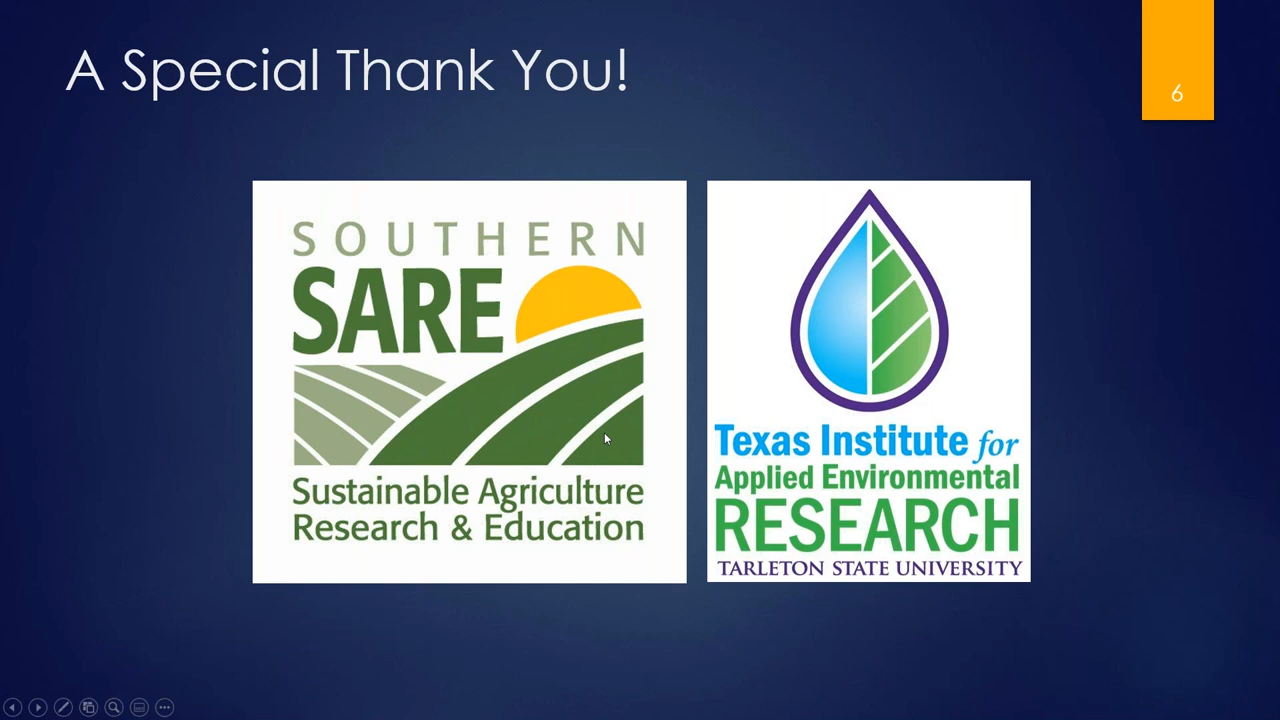 A Special Thank You!
6
SOUTHERN
SARE
Sustainable Agriculture
Research & Education
Texas Institute for
Applied Environmental
RESEARCH
TARLETON STATE UNIVERSITY